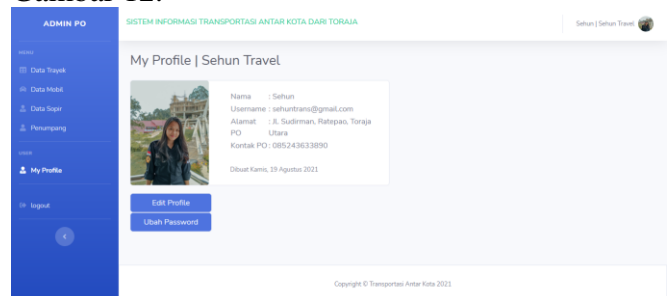 ADMIN PO
SISTEM INFORMASI TRANSPORTASI ANTAR KOTA DARI TORAJA
Sehun | Sehun Travel
MENU
Data Trayek
Data Mobil
Data Sopir
Penumpang
USER
My Profile
logout
My Profile | Sehun Travel
Nama : Sehun
Username : sehuntrans@gmail.com
Alamat : Jl. Sudirman, Ratepao, Toraja
PO Utara
Kontak PO : 085243633890
Dibuat Kamis, 19 Agustus 2021
Edit Profile
Ubah Password
Copyright © Transportasi Antar Kota 2021